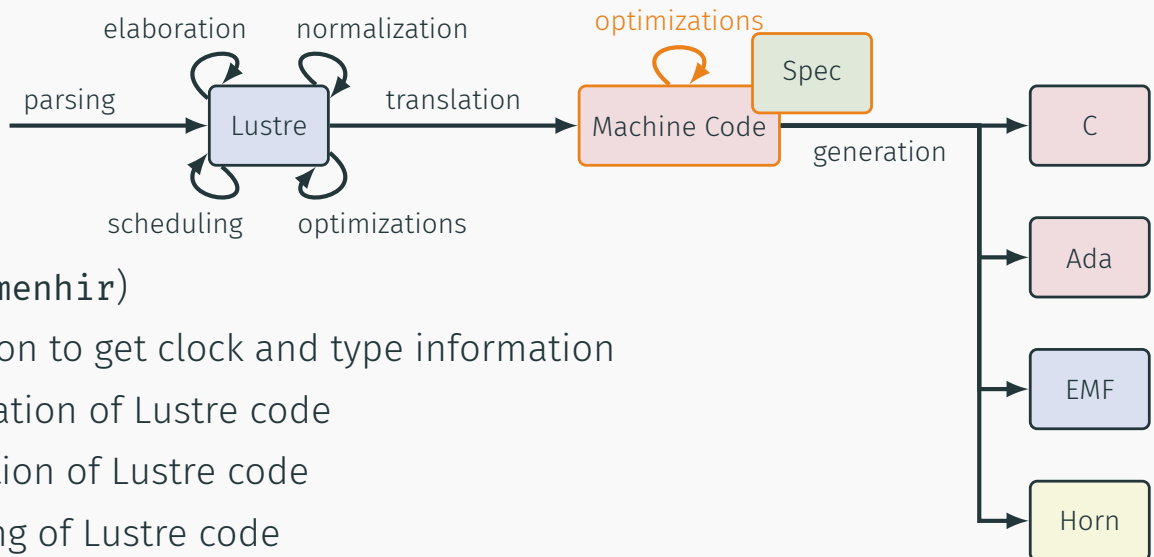 optimizations
elaboration normalization
Spec
parsing
Lustre
translation
Machine Code
C
generation
scheduling optimizations
menhir)
Ada
on to get clock and type information
EMF
ation of Lustre code
ion of Lustre code
Horn
ng of Lustre code